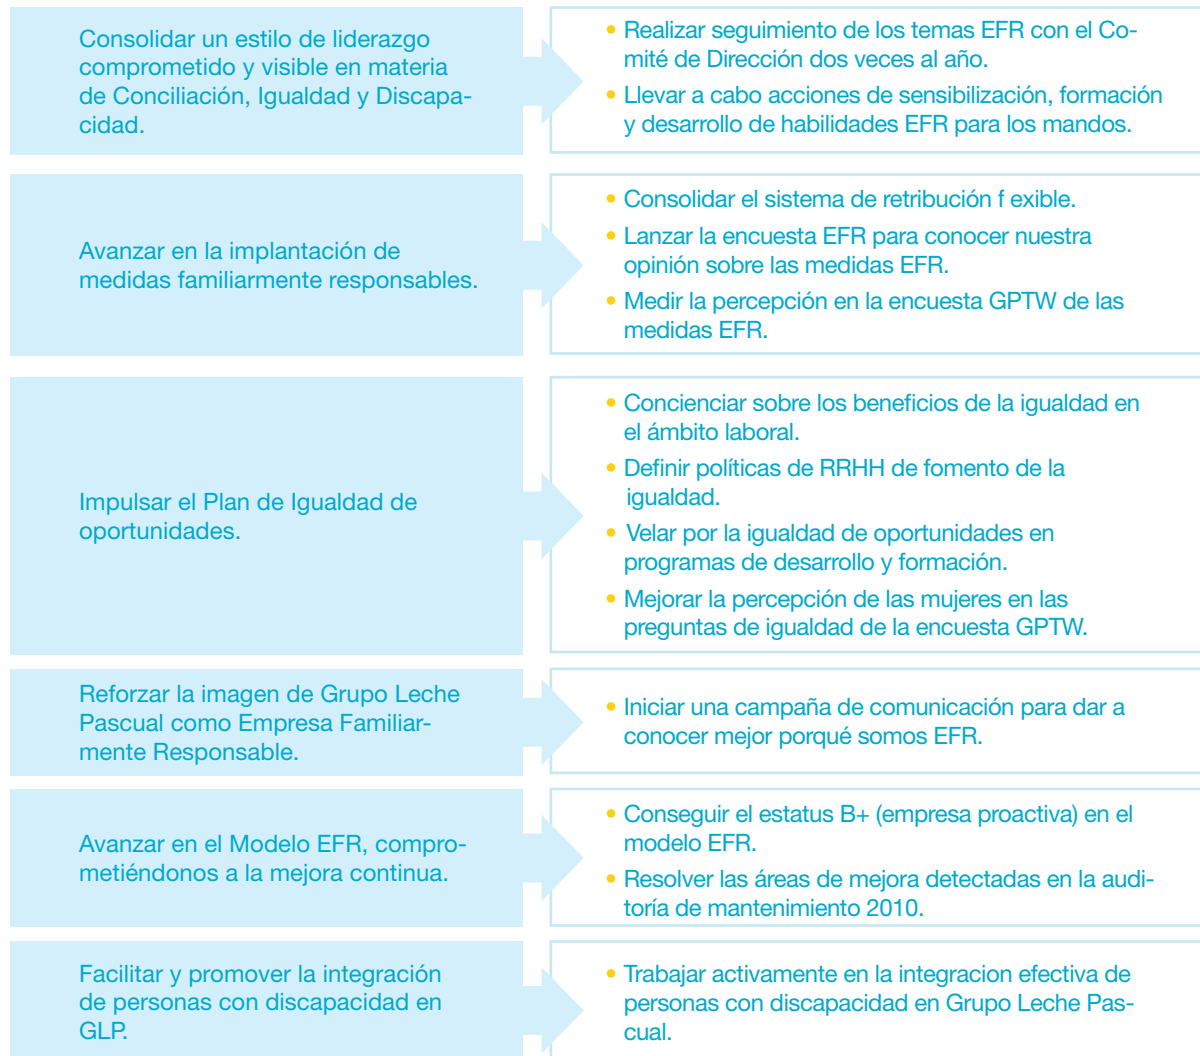 Consolidar un estilo de liderazgo
comprometido y visible en materia
de Conciliación, Igualdad y Discapa-
cidad.
• Realizar seguimiento de los temas EFR con el Co-
mité de Dirección dos veces al año.
• Llevar a cabo acciones de sensibilización, formación
y desarrollo de habilidades EFR para los mandos.
Avanzar en la implantación de
medidas familiarmente responsables.
• Consolidar el sistema de retribución f exible.
• Lanzar la encuesta EFR para conocer nuestra
opinión sobre las medidas EFR.
• Medir la percepción en la encuesta GPTW de las
medidas EFR.
Impulsar el Plan de Igualdad de
oportunidades.
• Concienciar sobre los beneficios de la igualdad en
el ámbito laboral.
• Definir políticas de RRHH de fomento de la
igualdad.
• Velar por la igualdad de oportunidades en
programas de desarrollo y formación.
• Mejorar la percepción de las mujeres en las
preguntas de igualdad de la encuesta GPTW.
Reforzar la imagen de Grupo Leche
Pascual como Empresa Familiar-
mente Responsable.
• Iniciar una campaña de comunicación para dar a
conocer mejor porqué somos EFR.
Avanzar en el Modelo EFR, compro-
metiéndonos a la mejora continua.
• Conseguir el estatus B+ (empresa proactiva) en el
modelo EFR.
• Resolver las áreas de mejora detectadas en la audi-
toría de mantenimiento 2010.
Facilitar y promover la integración
de personas con discapacidad en
GLP.
• Trabajar activamente en la integracion efectiva de
personas con discapacidad en Grupo Leche Pas-
cual.